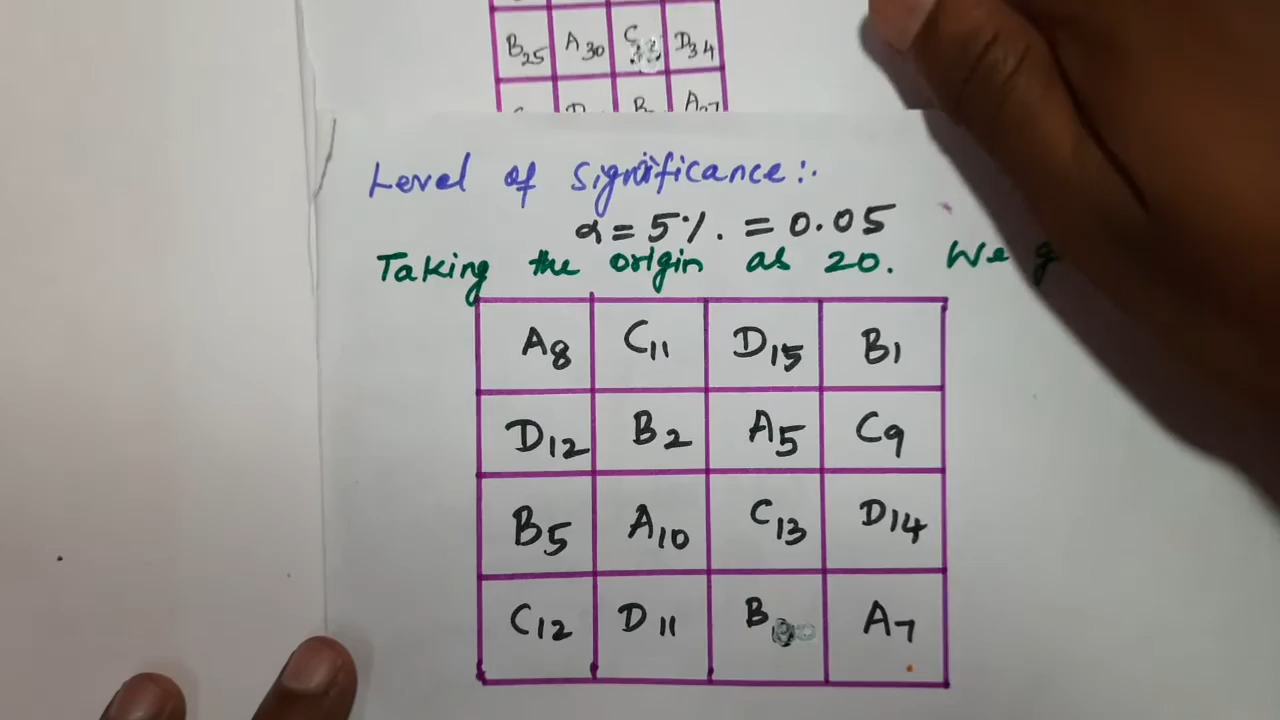 B25 A30 C D34
A27
Level of significance:-
α = 5%. = 0.05
Taking the origin as 20. We g
A8 C11 D15 B1
D12 B2 A5 C9
B5 A10 C13 D14
C12 D11 B A7